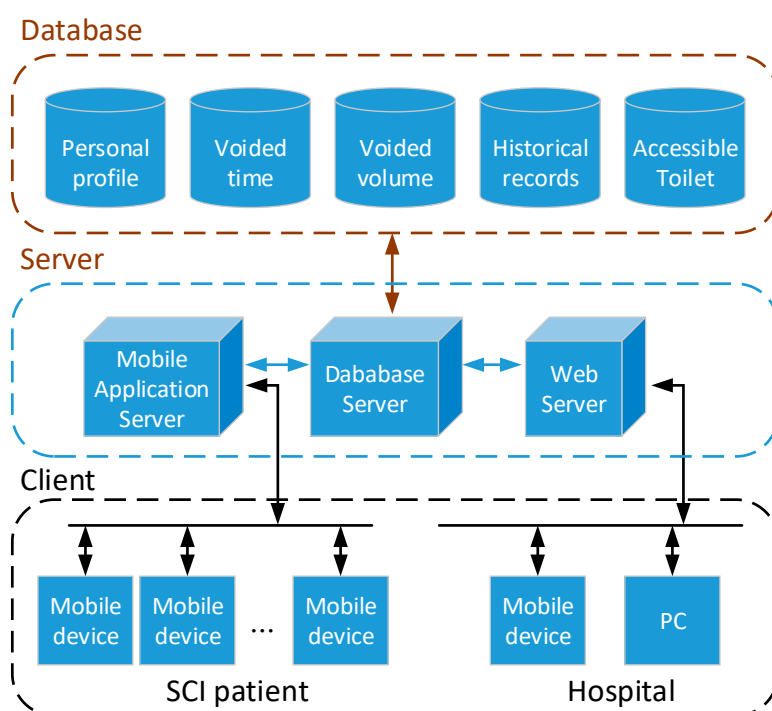 Database
Personal
profile
Voided
time
Voided
volume
Historical
records
Accessible
Toilet
Server
Mobile
Application
Server
Dababase
Server
Web
Server
Client
Mobile
device
Mobile
device
...
Mobile
device
Mobile
device
PC
SCI patient
Hospital